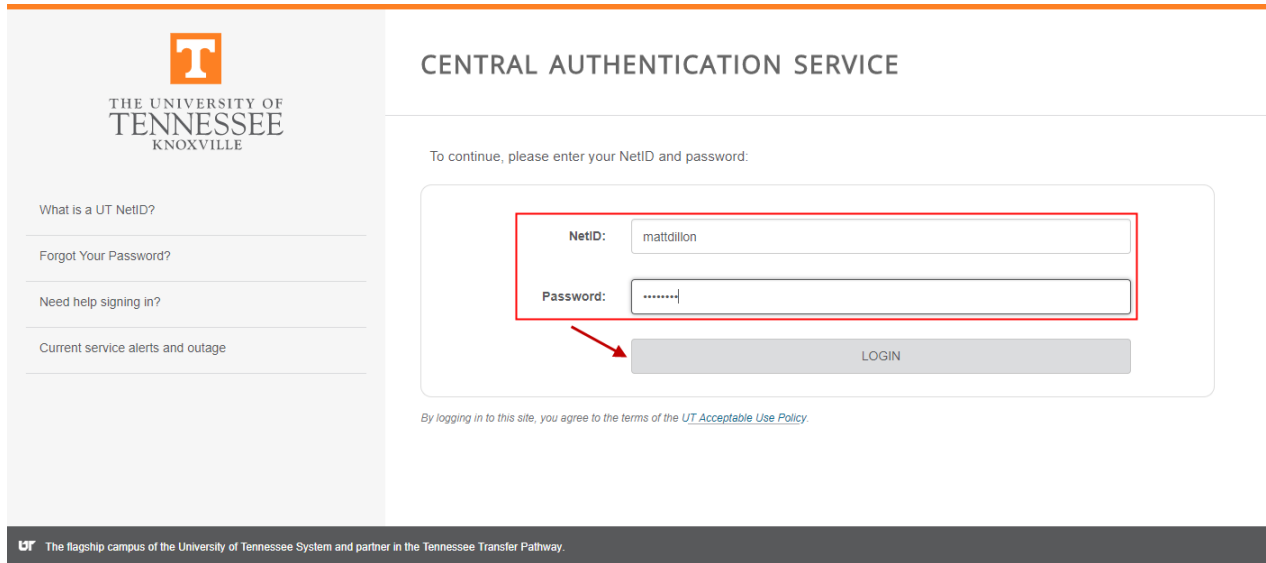 T
THE UNIVERSITY OF
TENNESSEE
KNOXVILLE
What is a UT NetID?
Forgot Your Password?
Need help signing in?
Current service alerts and outage
CENTRAL AUTHENTICATION SERVICE
To continue, please enter your NetID and password:
NetID: mattdillon
Password: ••••••••
LOGIN
By logging in to this site, you agree to the terms of the UT Acceptable Use Policy.
UT The flagship campus of the University of Tennessee System and partner in the Tennessee Transfer Pathway.